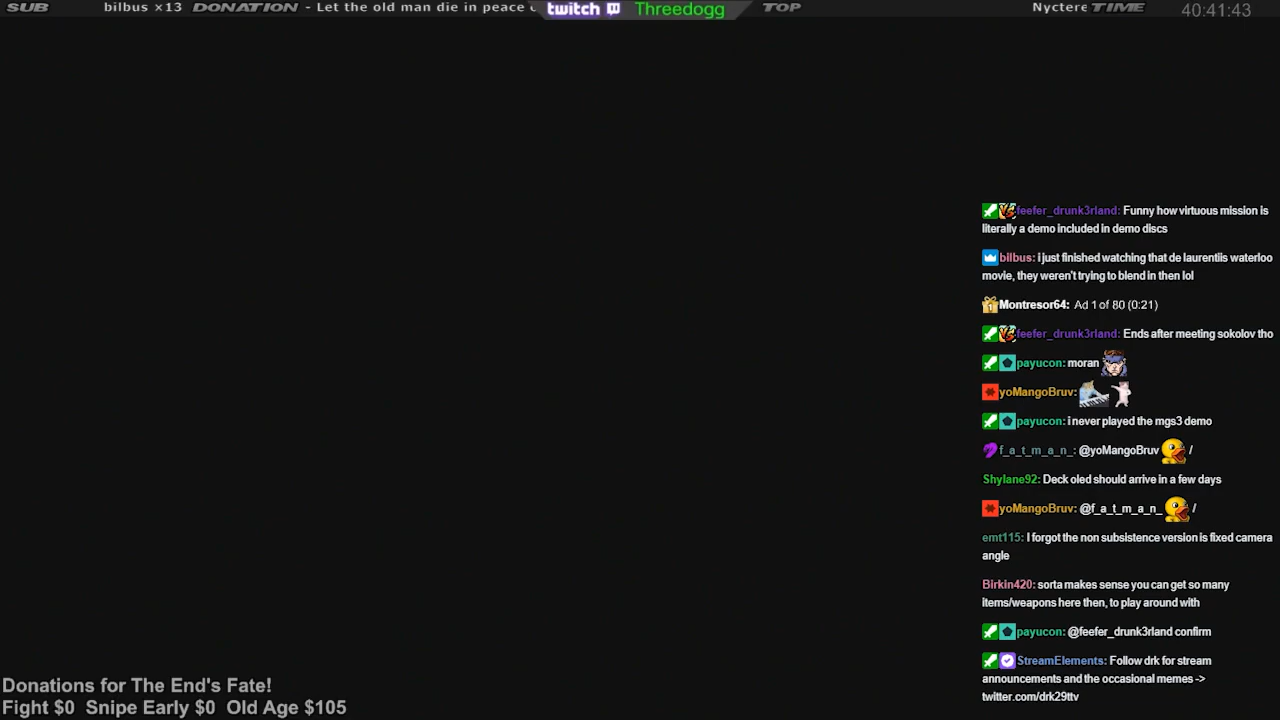 SUB bilbus ×13 DONATION - Let the old man die in peace twitch Threedogg TOP Nyctere TIME 40:41:43
feefer_drunk3rland: Funny how virtuous mission is
literally a demo included in demo discs
bilbus: i just finished watching that de laurentiis waterloo
movie, they weren't trying to blend in then lol
Montresor64: Ad 1 of 80 (0:21)
feefer_drunk3rland: Ends after meeting sokolov tho
payucon: moran
yoMangoBruv:
payucon: i never played the mgs3 demo
f_a_t_m_a_n_: @yoMangoBruv /
Shylane92: Deck oled should arrive in a few days
yoMangoBruv: @f_a_t_m_a_n_ /
emt115: I forgot the non subsistence version is fixed camera
angle
Birkin420: sorta makes sense you can get so many
items/weapons here then, to play around with
payucon: @feefer_drunk3rland confirm
StreamElements: Follow drk for stream
announcements and the occasional memes ->
twitter.com/drk29ttv
Donations for The End's Fate!
Fight $0 Snipe Early $0 Old Age $105